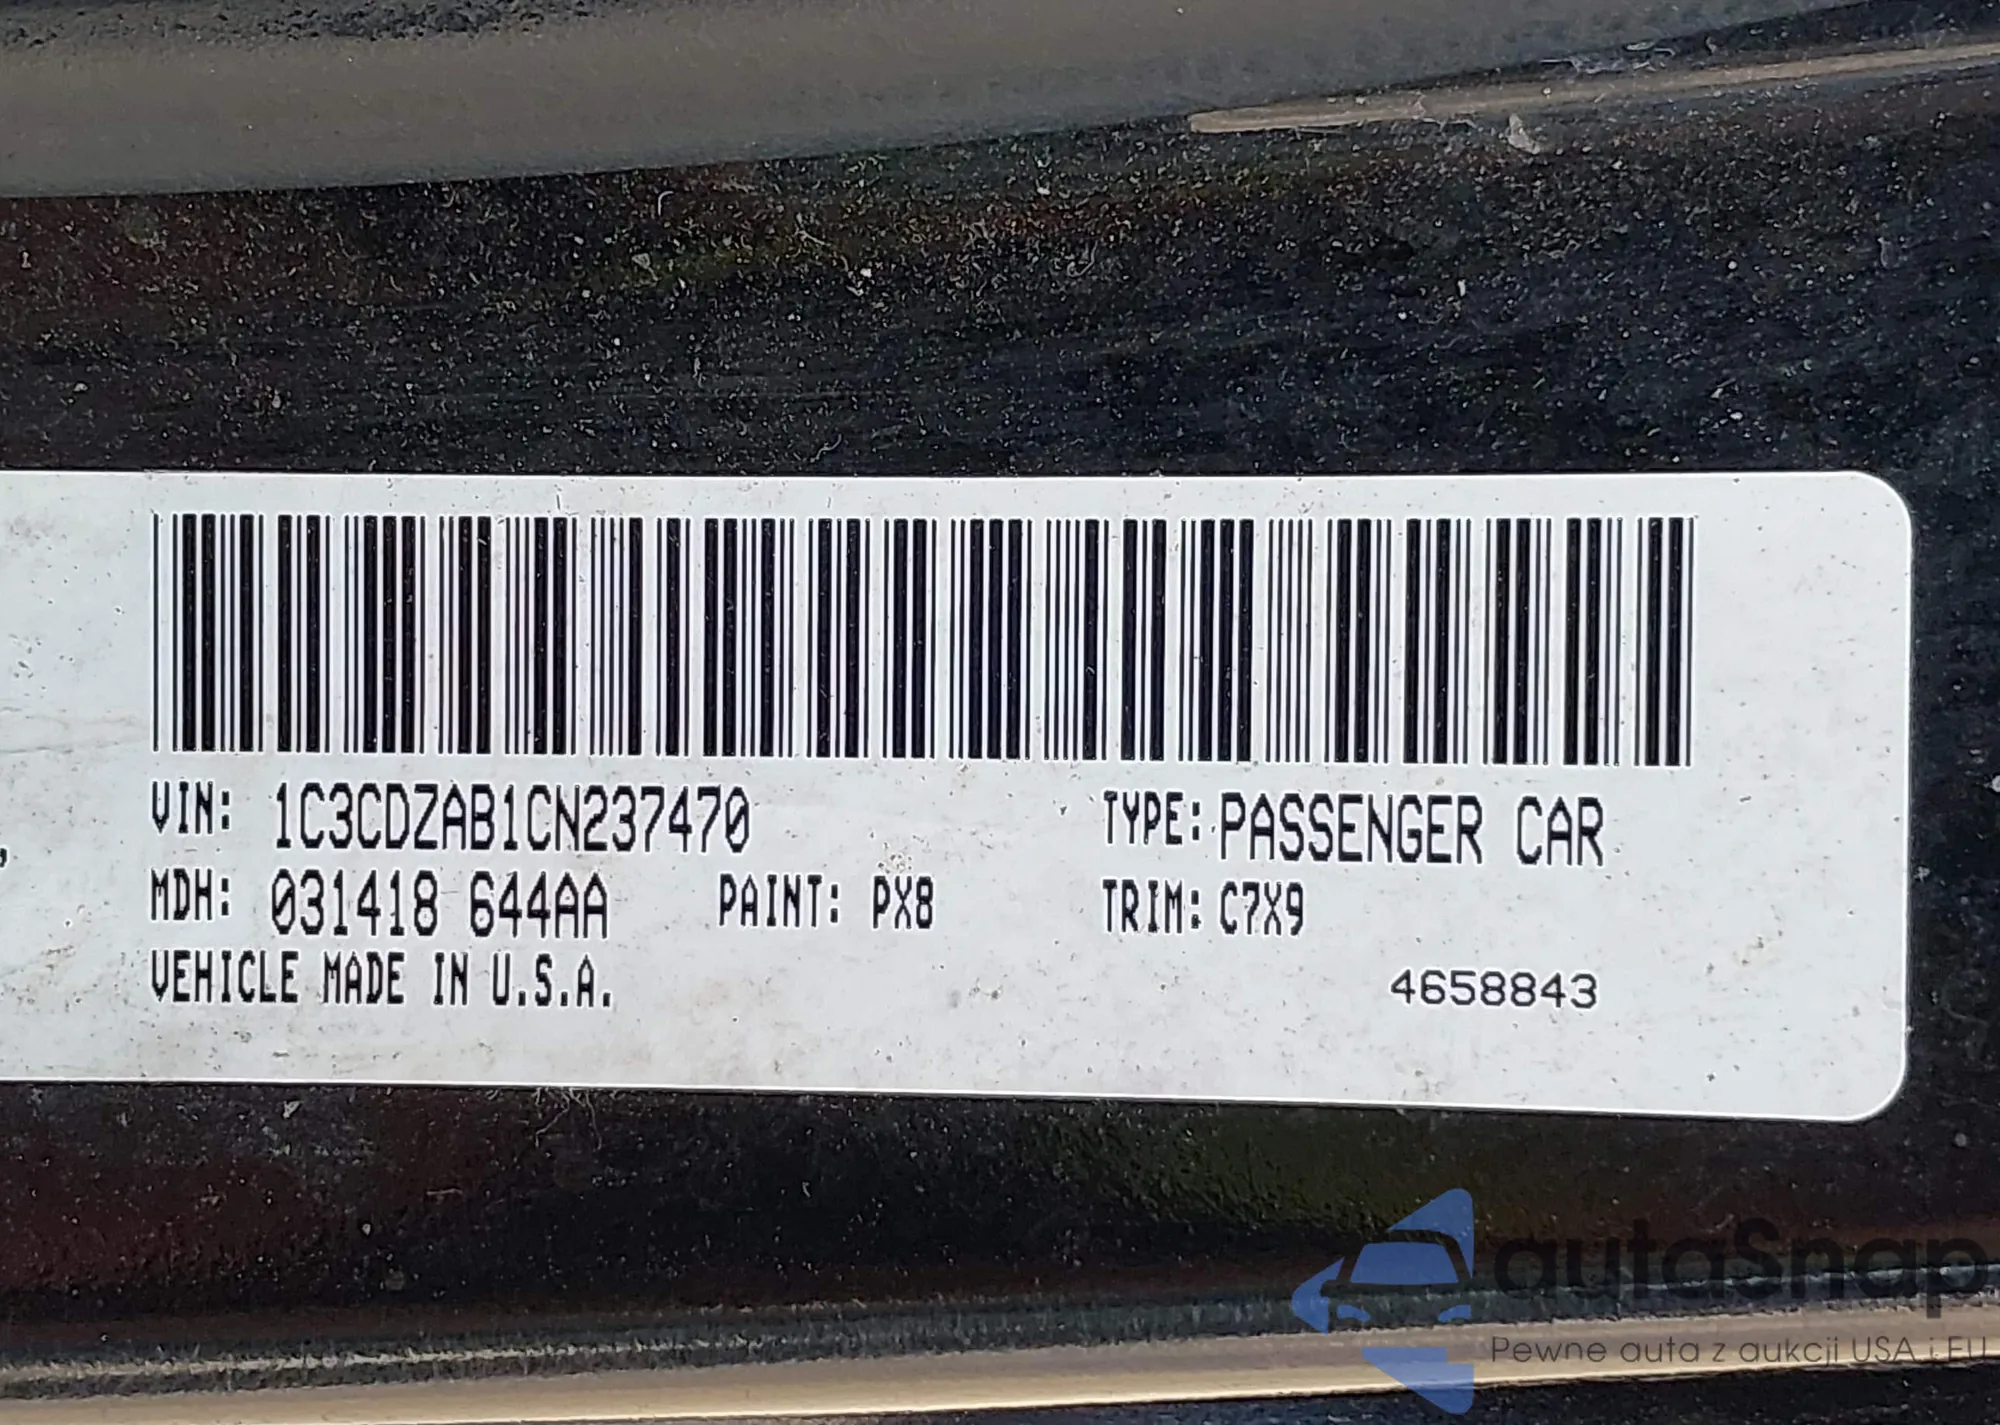 VIN: 1C3CDZAB1CN237470 TYPE: PASSENGER CAR
MDH: 031418 644AA PAINT: PX8 TRIM: C7X9
VEHICLE MADE IN U.S.A. 4658843
autaSnap
Pewne auta z aukcji USA i EU